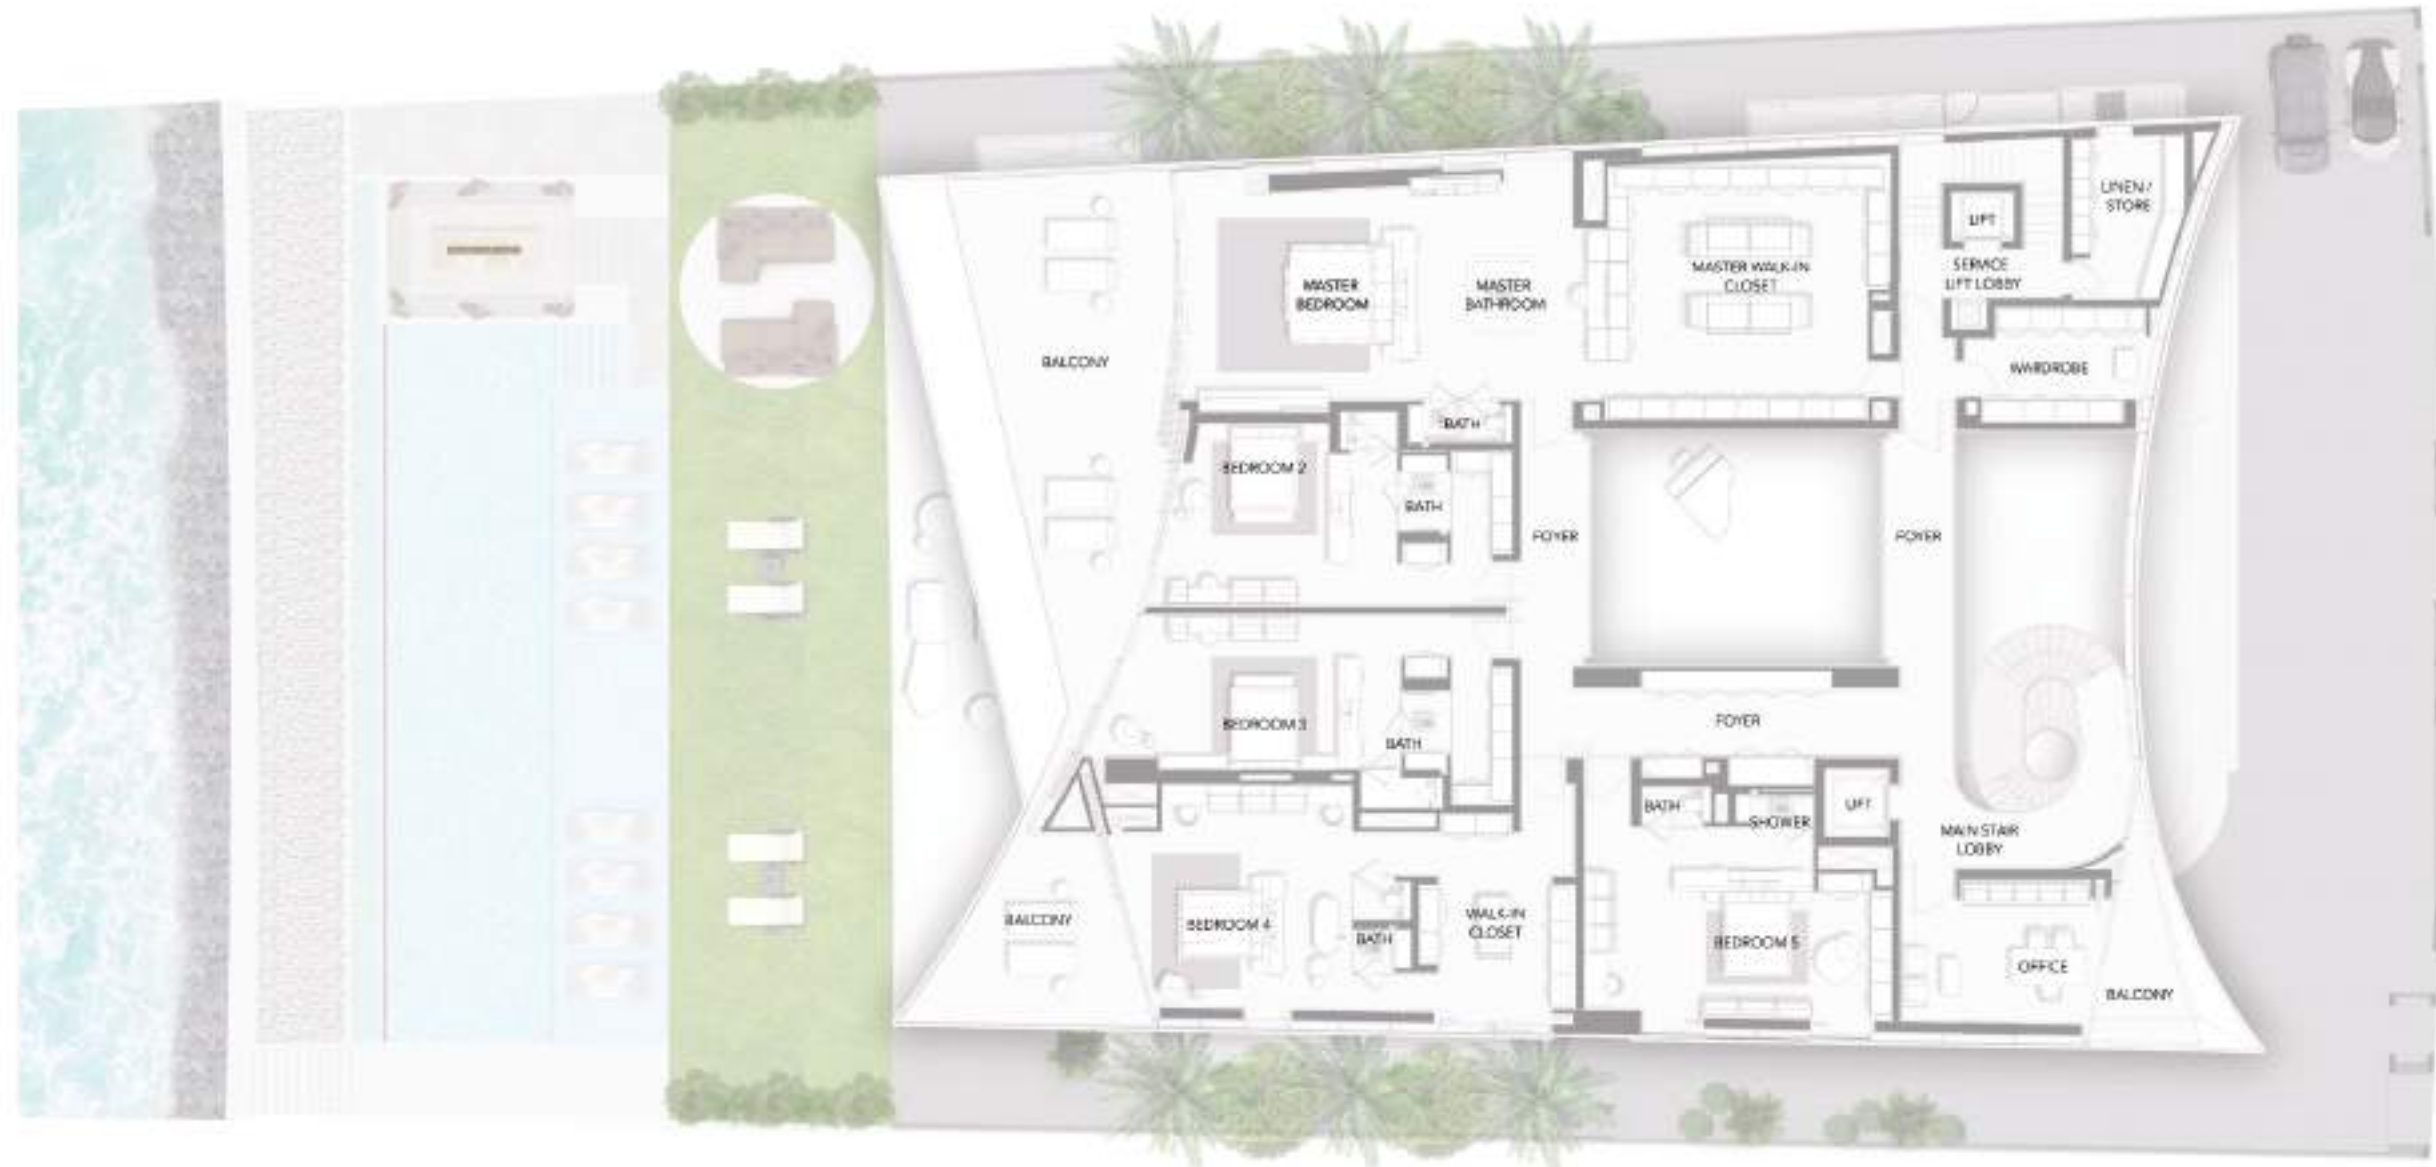 LINEN /
STORE
LIFT
SERVICE
LIFT LOBBY
MASTER WALK-IN
CLOSET
MASTER
BEDROOM
MASTER
BATHROOM
BALCONY
WARDROBE
BATH
BEDROOM 2
BATH
FOYER
FOYER
BEDROOM 3
BATH
FOYER
BATH
SHOWER
LIFT
MAIN STAIR
LOBBY
BALCONY
BEDROOM 4
BATH
WALK-IN
CLOSET
BEDROOM 5
OFFICE
BALCONY